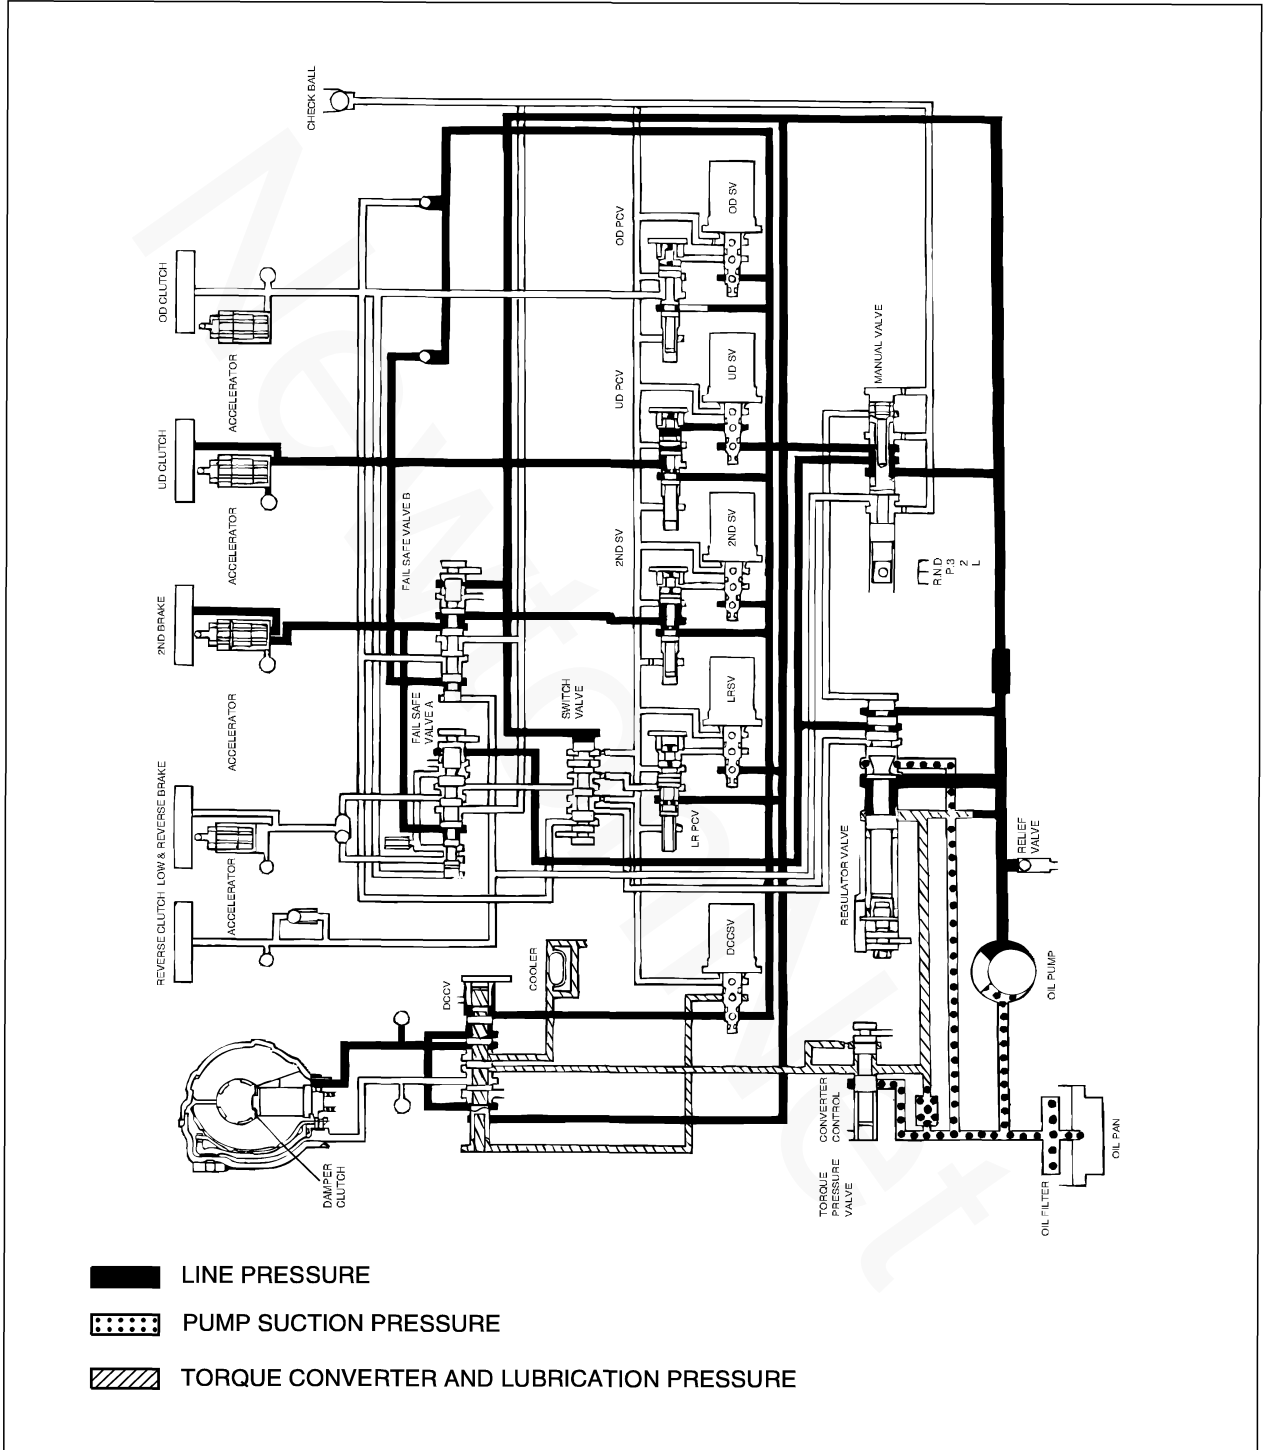 CHECK BALL
OD CLUTCH
ACCELERATOR
UD CLUTCH
ACCELERATOR
2ND BRAKE
ACCELERATOR
LOW & REVERSE BRAKE
ACCELERATOR
REVERSE CLUTCH
FAIL SAFE VALVE B
FAIL SAFE
VALVE A
SWITCH
VALVE
OD PCV
OD SV
UD PCV
UD SV
2ND SV
2ND SV
LRSV
LR PCV
DCCSV
MANUAL VALVE
R.N D
P.3
2
L
REGULATOR VALVE
RELIEF
VALVE
OIL PUMP
DCCV
COOLER
DAMPER
CLUTCH
TORQUE CONVERTER
PRESSURE CONTROL
VALVE
OIL FILTER
OIL PAN
LINE PRESSURE
PUMP SUCTION PRESSURE
TORQUE CONVERTER AND LUBRICATION PRESSURE